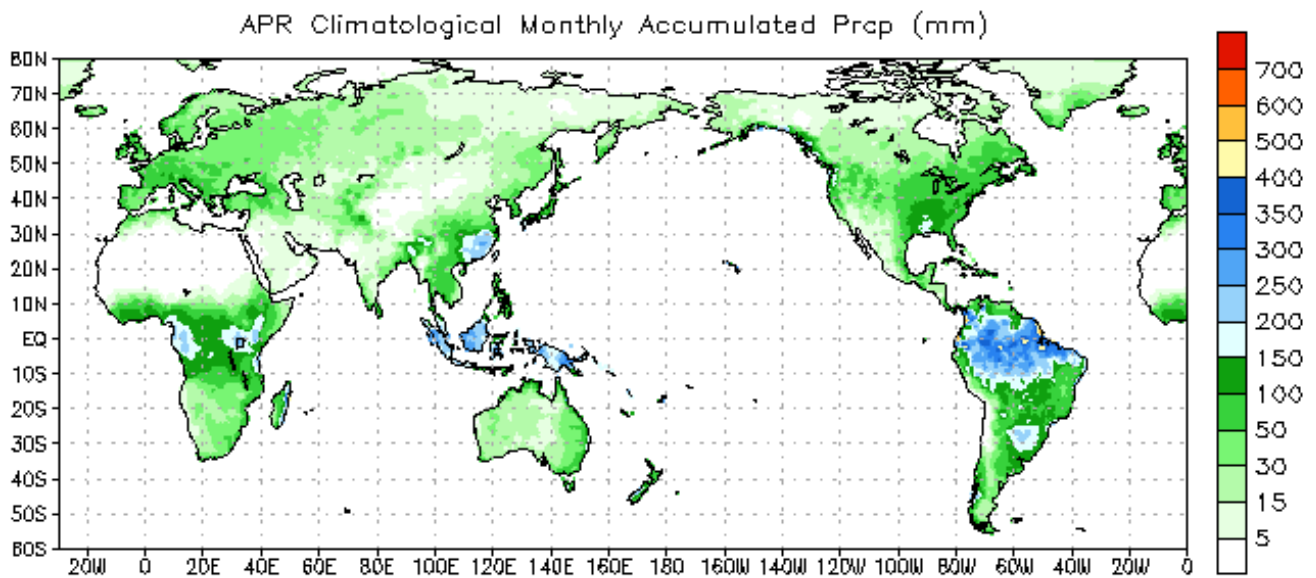 APR Climatological Monthly Accumulated Prcp (mm)
80N
70N
60N
50N
40N
30N
20N
10N
EQ
10S
20S
30S
40S
50S
60S
20W 0 20E 40E 60E 80E 100E 120E 140E 160E 180 160W 140W 120W 100W 80W 60W 40W 20W 0
700
600
500
400
350
300
250
200
150
100
50
30
15
5